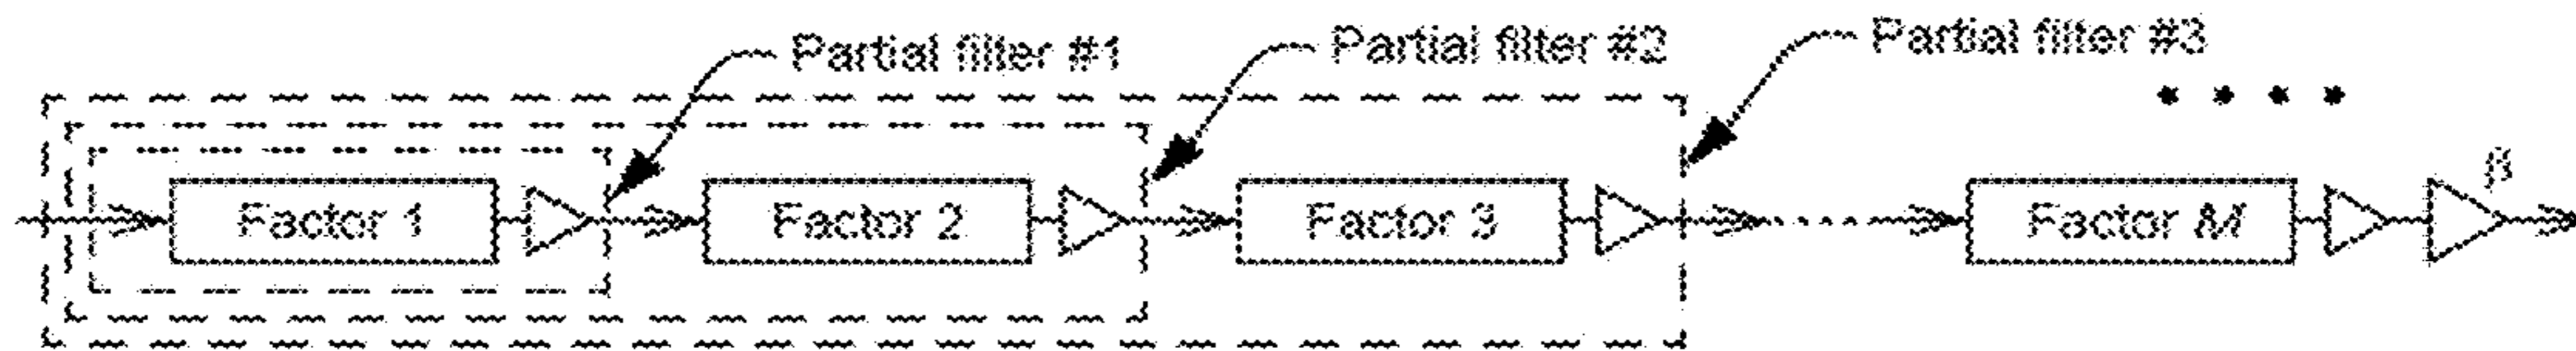 Partial filter #1
Partial filter #2
Partial filter #3
β
Factor 1
Factor 2
Factor 3
Factor M